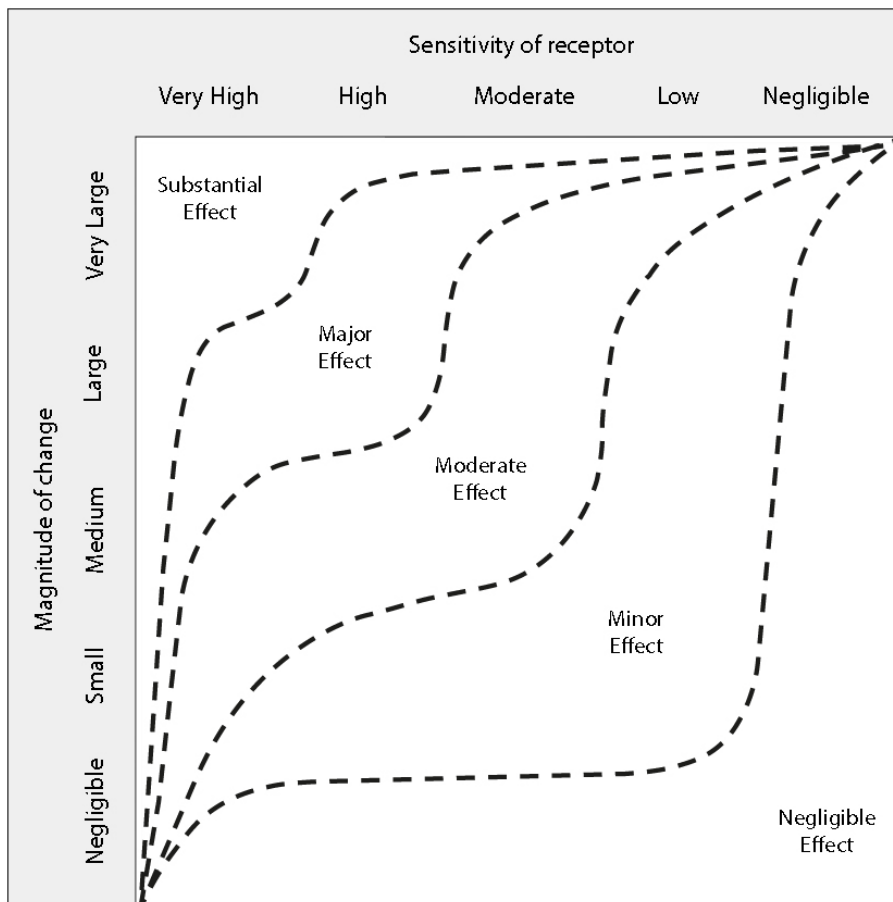 Sensitivity of receptor
Very High High Moderate Low Negligible
Magnitude of change
Very Large
Large
Medium
Small
Negligible
Substantial
Effect
Major
Effect
Moderate
Effect
Minor
Effect
Negligible
Effect